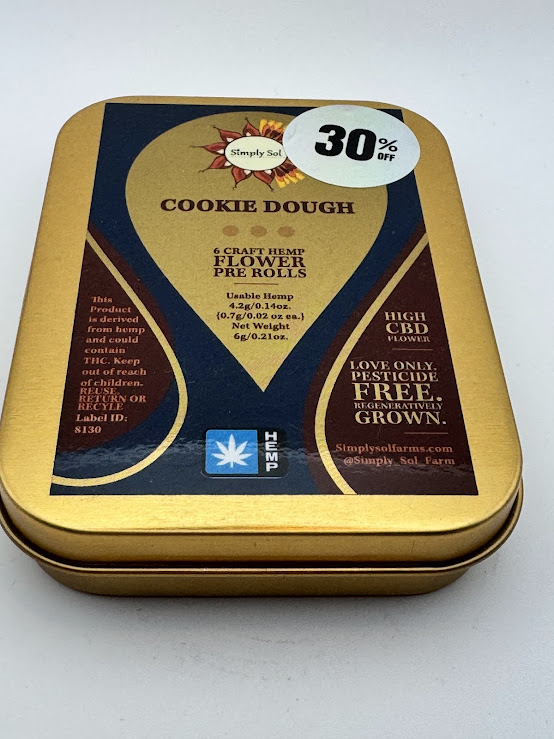 Simply Sol
30% OFF
COOKIE DOUGH
6 CRAFT HEMP
FLOWER
PRE ROLLS
Usable Hemp
4.2g/0.14oz.
{0.7g/0.02 oz ea.}
Net Weight
6g/0.21oz.
This
Product
is derived
from hemp
and could
contain
THC. Keep
out of reach
of children.
REUSE,
RETURN OR
RECYLE
Label ID:
8130
HIGH
CBD
FLOWER
LOVE ONLY.
PESTICIDE
FREE.
REGENERATIVELY
GROWN.
Simplysolfarms.com
@Simply_Sol_Farm
HEMP